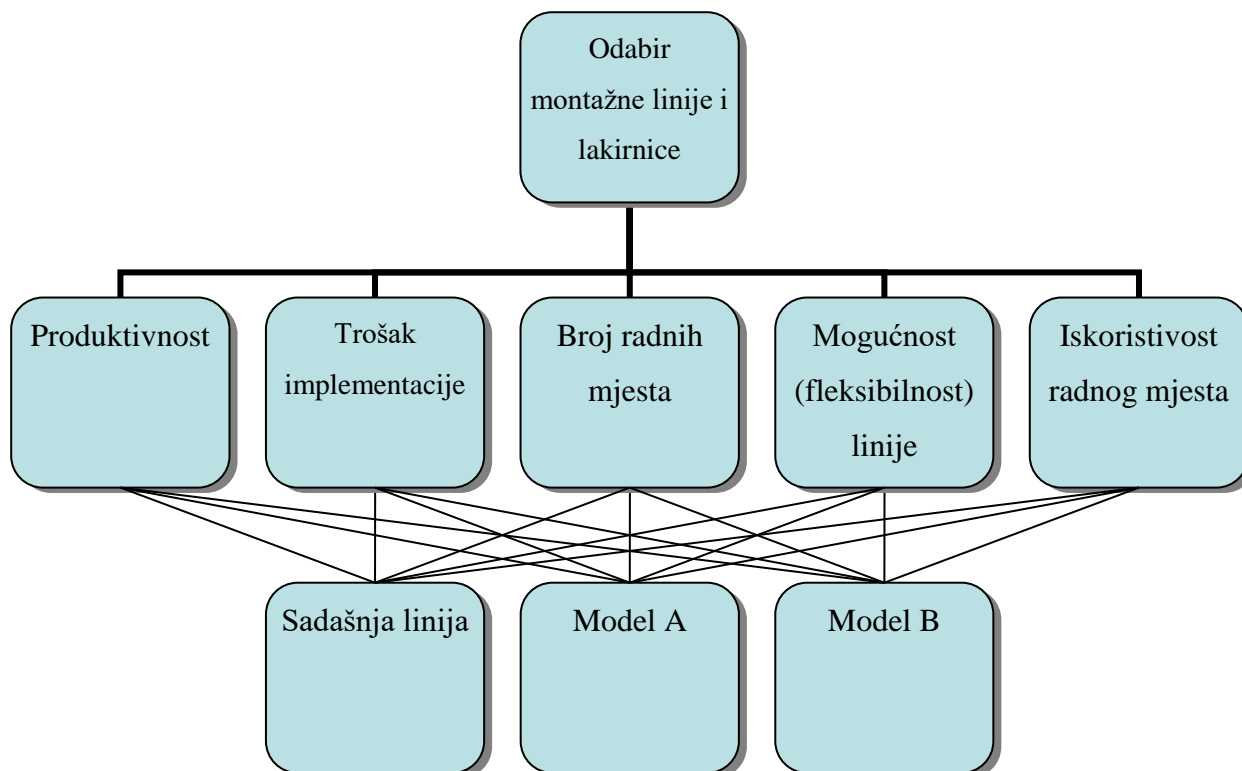 Odabir
montažne linije i
lakirnice
Produktivnost
Trošak
implementacije
Broj radnih
mjesta
Mogućnost
(fleksibilnost)
linije
Iskoristivost
radnog mjesta
Sadašnja linija
Model A
Model B